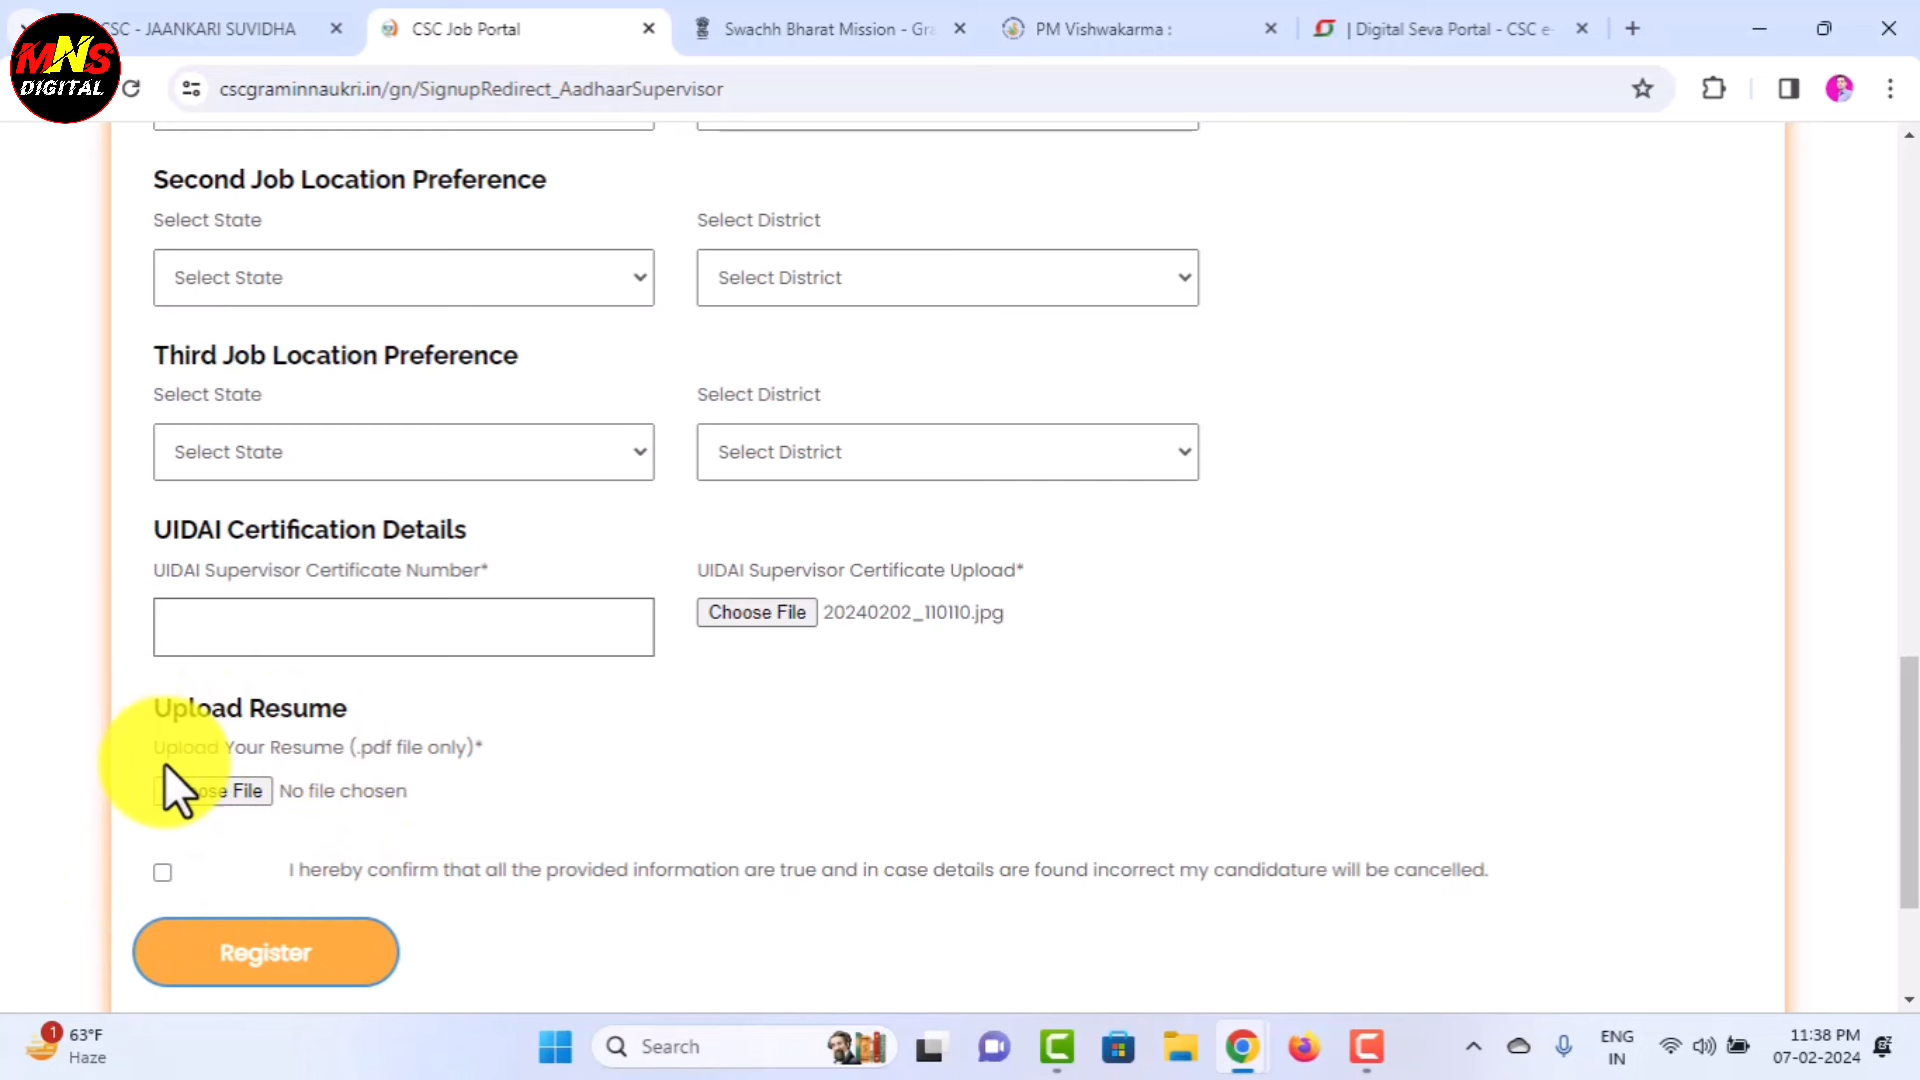 SC - JAANKARI SUVIDHA
CSC Job Portal
Swachh Bharat Mission - Gra
PM Vishwakarma :
| Digital Seva Portal - CSC e-
MNS
DIGITAL
cscgraminnaukri.in/gn/SignupRedirect_AadhaarSupervisor
Second Job Location Preference
Select State
Select District
Select State
Select District
Third Job Location Preference
Select State
Select District
Select State
Select District
UIDAI Certification Details
UIDAI Supervisor Certificate Number*
UIDAI Supervisor Certificate Upload*
Choose File 20240202_110110.jpg
Upload Resume
Upload Your Resume (.pdf file only)*
Choose File No file chosen
I hereby confirm that all the provided information are true and in case details are found incorrect my candidature will be cancelled.
Register
1
63°F
Haze
Search
ENG
IN
11:38 PM
07-02-2024